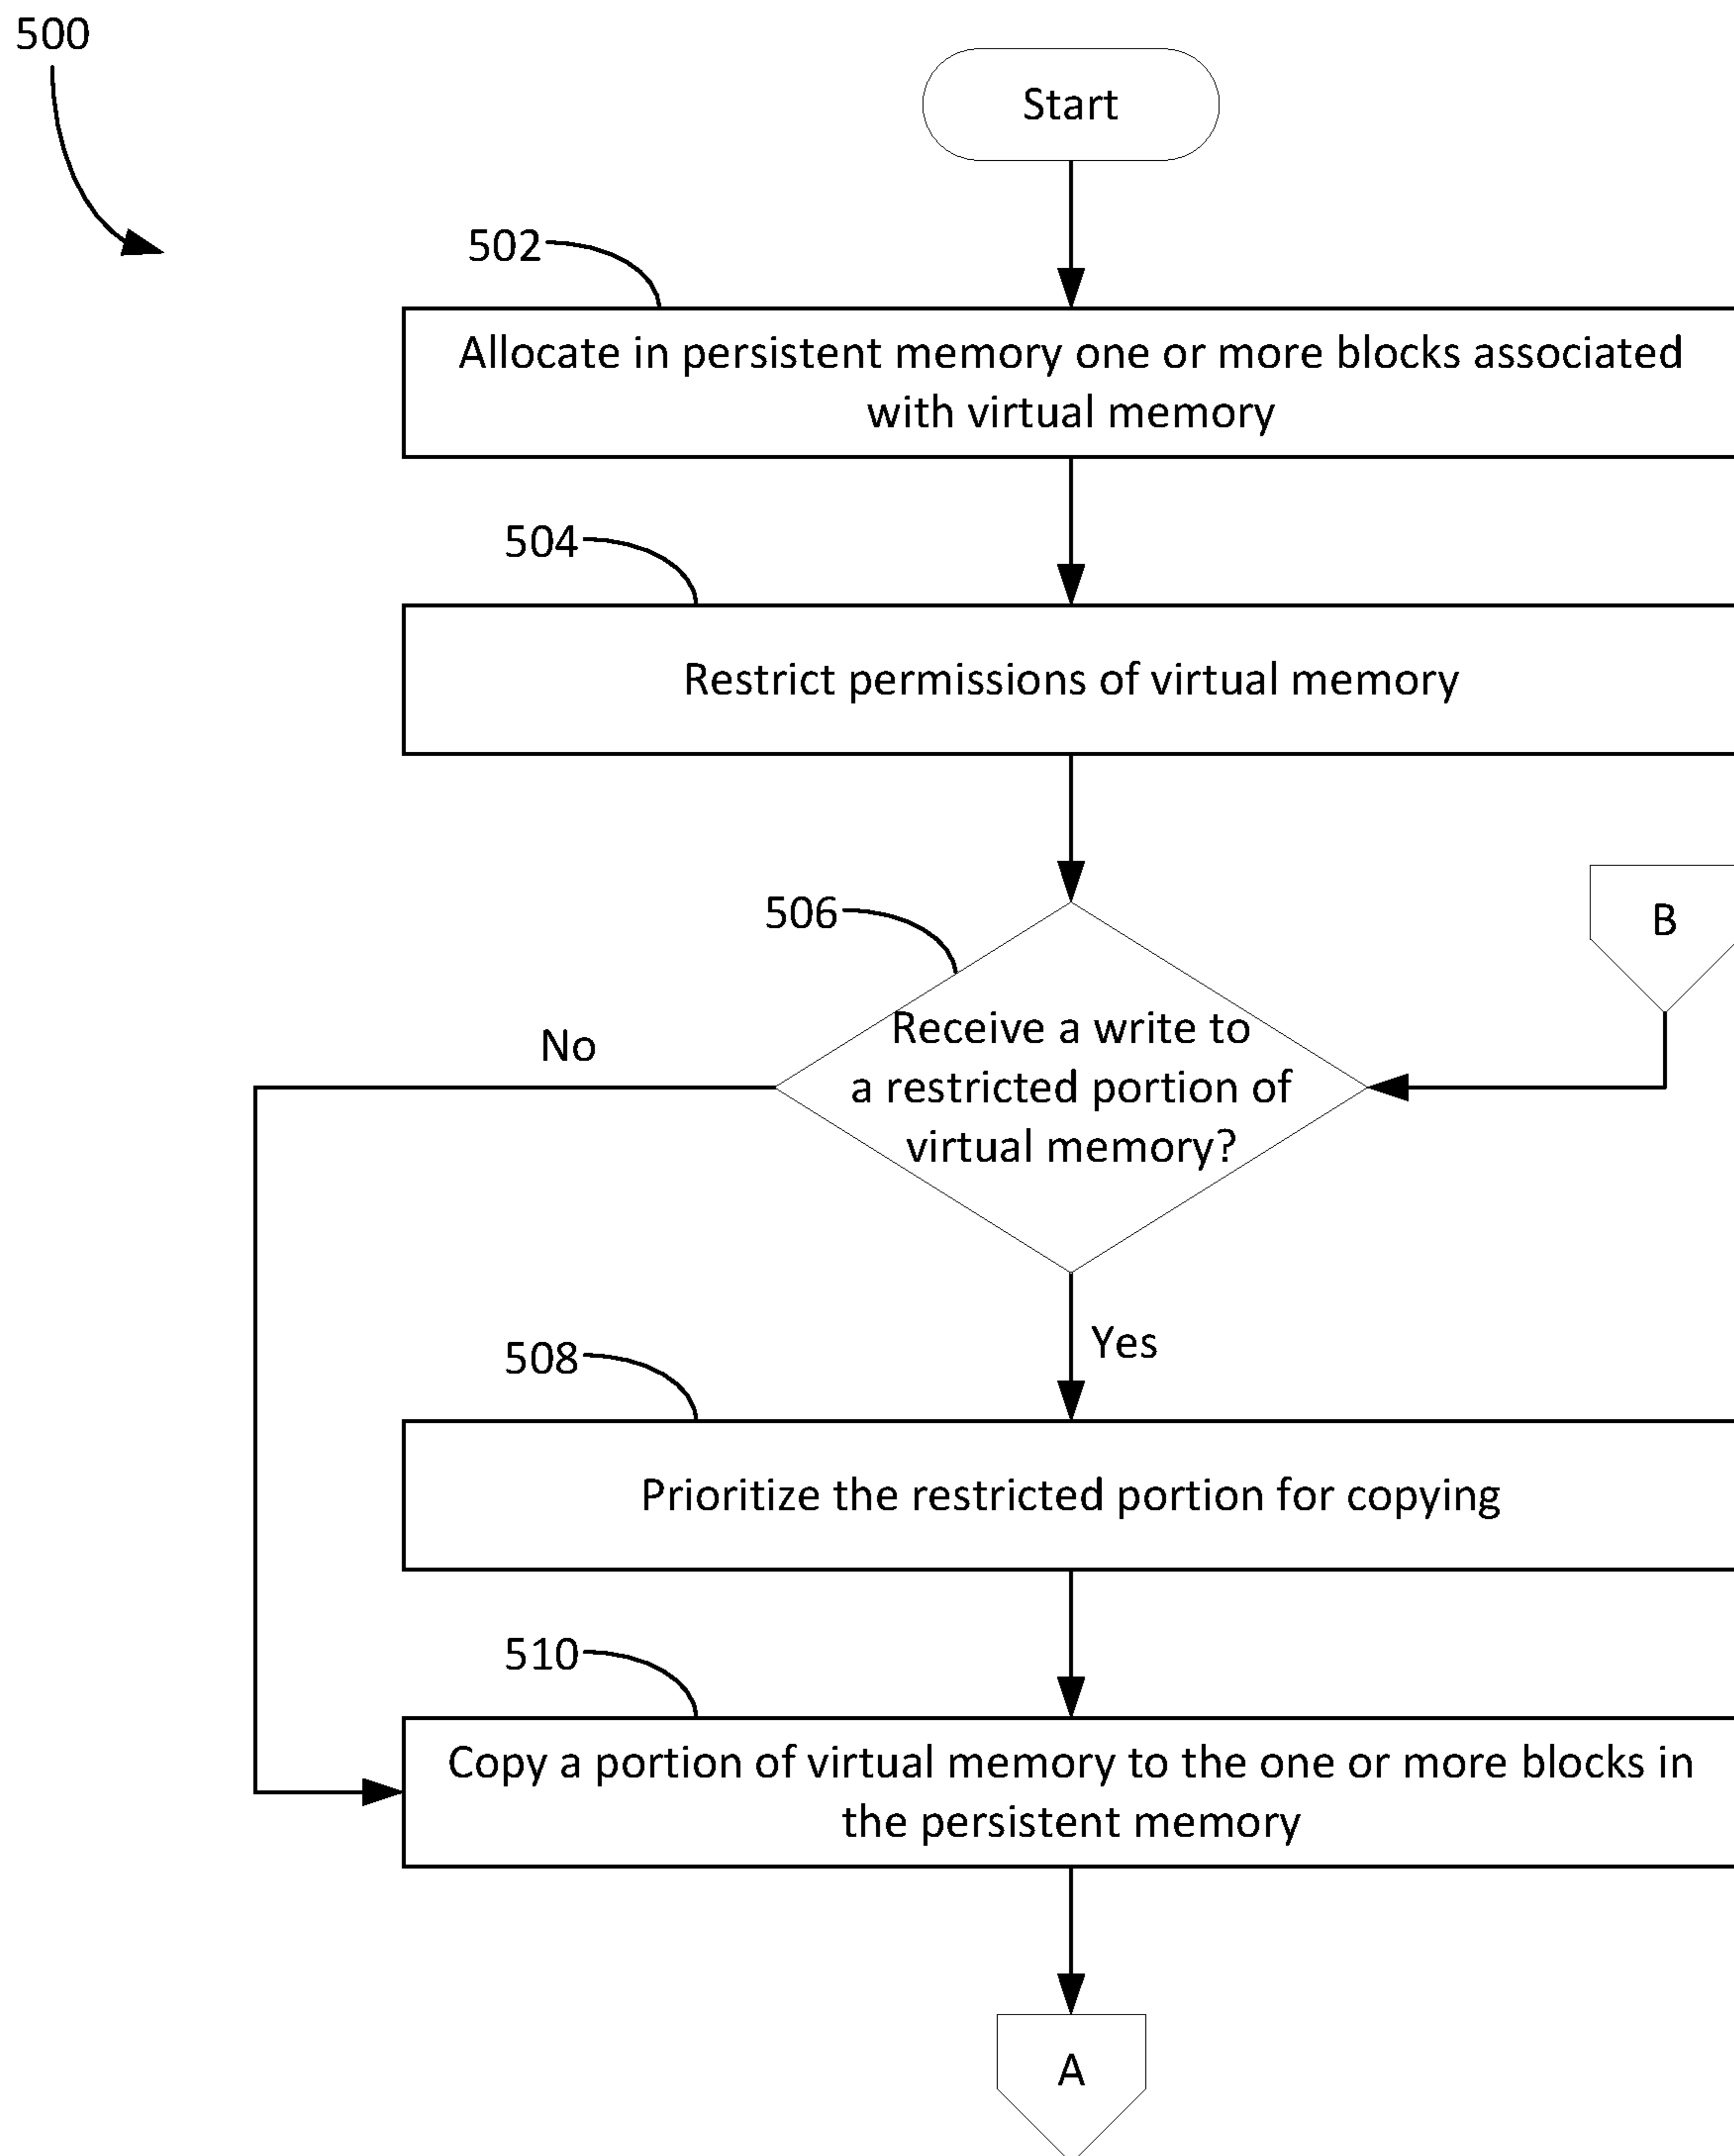 500
Start
502
Allocate in persistent memory one or more blocks associated
with virtual memory
504
Restrict permissions of virtual memory
506
B
Receive a write to
a restricted portion of
virtual memory?
No
Yes
508
Prioritize the restricted portion for copying
510
Copy a portion of virtual memory to the one or more blocks in
the persistent memory
A